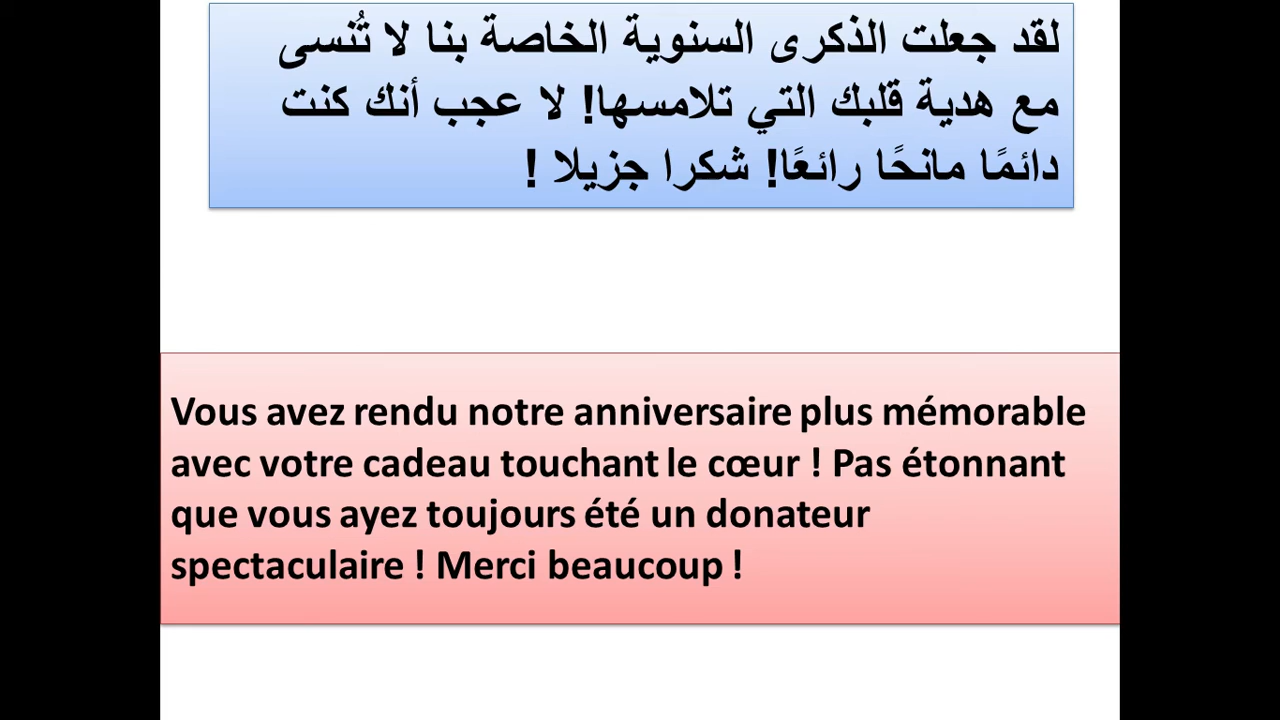 لقد جعلت الذكرى السنوية الخاصة بنا لا تُنسى
مع هدية قلبك التي تلامسها! لا عجب أنك كنت
دائمًا مانحًا رائعًا! شكرا جزيلا !
Vous avez rendu notre anniversaire plus mémorable
avec votre cadeau touchant le cœur ! Pas étonnant
que vous ayez toujours été un donateur
spectaculaire ! Merci beaucoup !